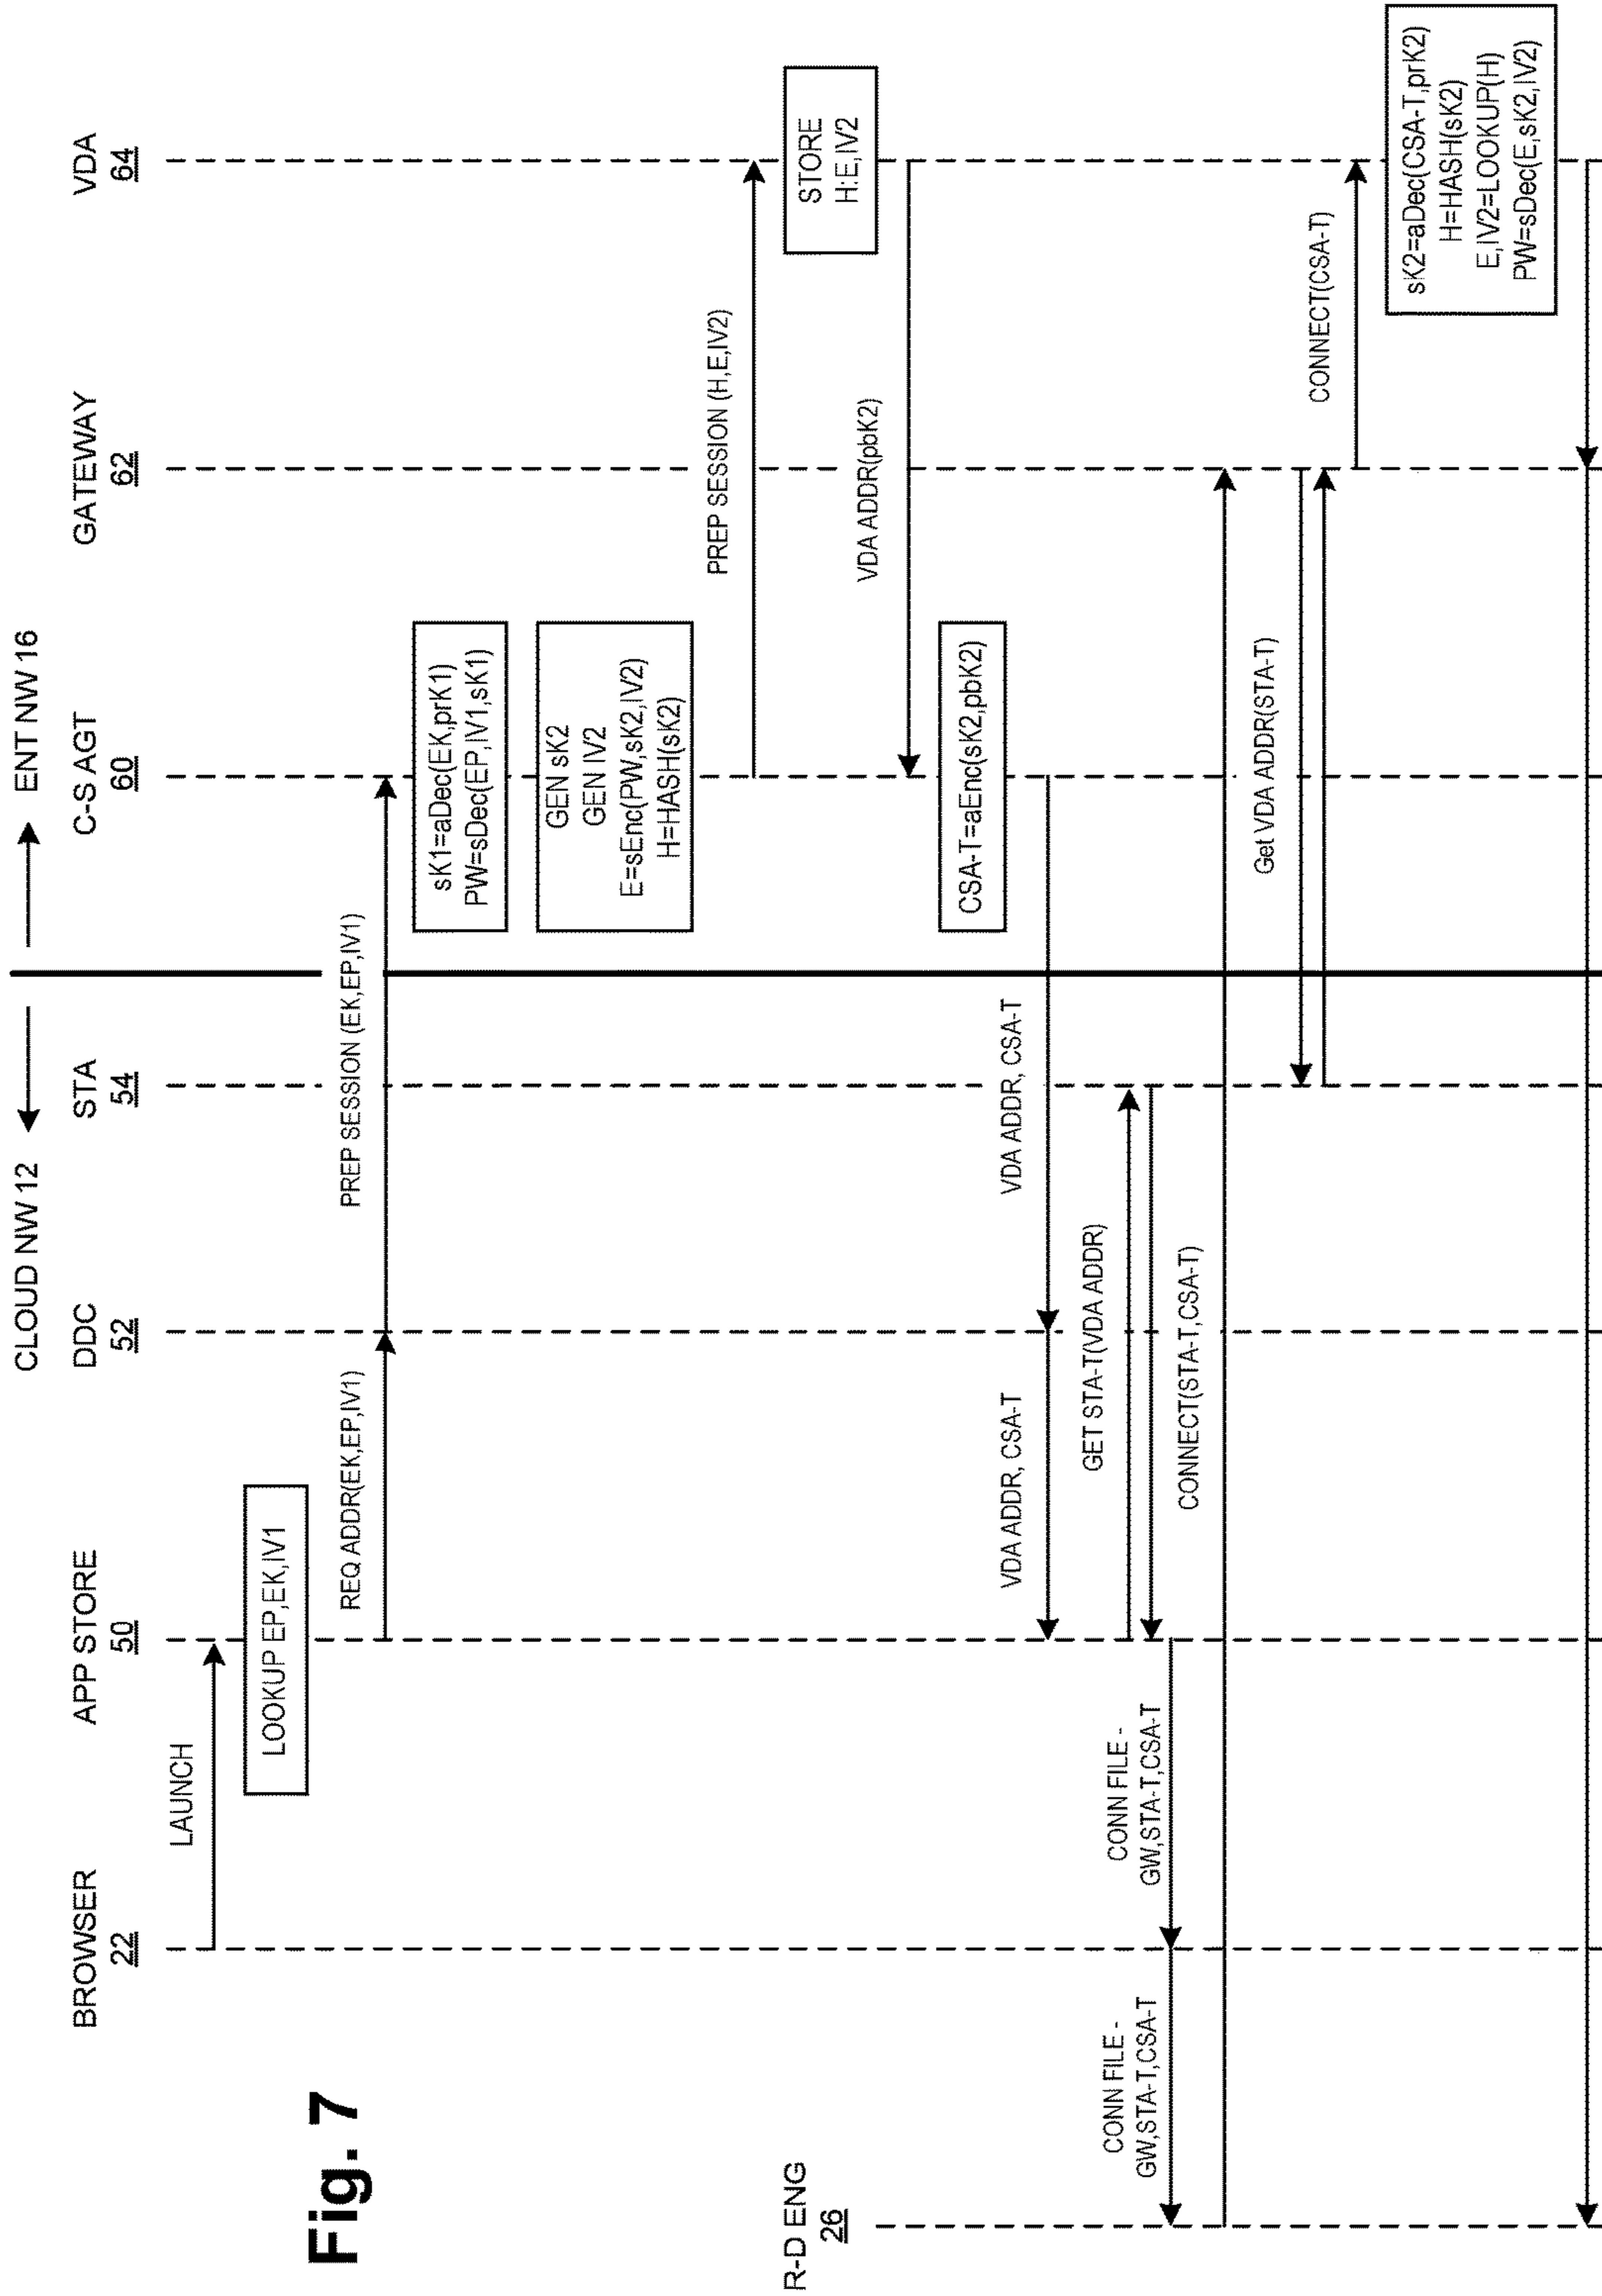 Fig. 7
CLOUD NW 12
ENT NW 16
R-D ENG
26
BROWSER
22
APP STORE
50
DDC
52
STA
54
C-S AGT
60
GATEWAY
62
VDA
64
LAUNCH
LOOKUP EP,EK,IV1
REQ ADDR(EK,EP,IV1)
PREP SESSION (EK,EP,IV1)
sK1=aDec(EK,prK1)
PW=sDec(EP,IV1,sK1)
GEN sK2
GEN IV2
E=sEnc(PW,sK2,IV2)
H=HASH(sK2)
PREP SESSION (H,E,IV2)
STORE
H:E,IV2
VDA ADDR(pbK2)
CSA-T=aEnc(sK2,pbK2)
VDA ADDR, CSA-T
VDA ADDR, CSA-T
GET STA-T(VDA ADDR)
CONNECT(STA-T,CSA-T)
CONN FILE -
GW,STA-T,CSA-T
CONN FILE -
GW,STA-T,CSA-T
Get VDA ADDR(STA-T)
CONNECT(CSA-T)
sK2=aDec(CSA-T,prK2)
H=HASH(sK2)
E,IV2=LOOKUP(H)
PW=sDec(E,sK2,IV2)